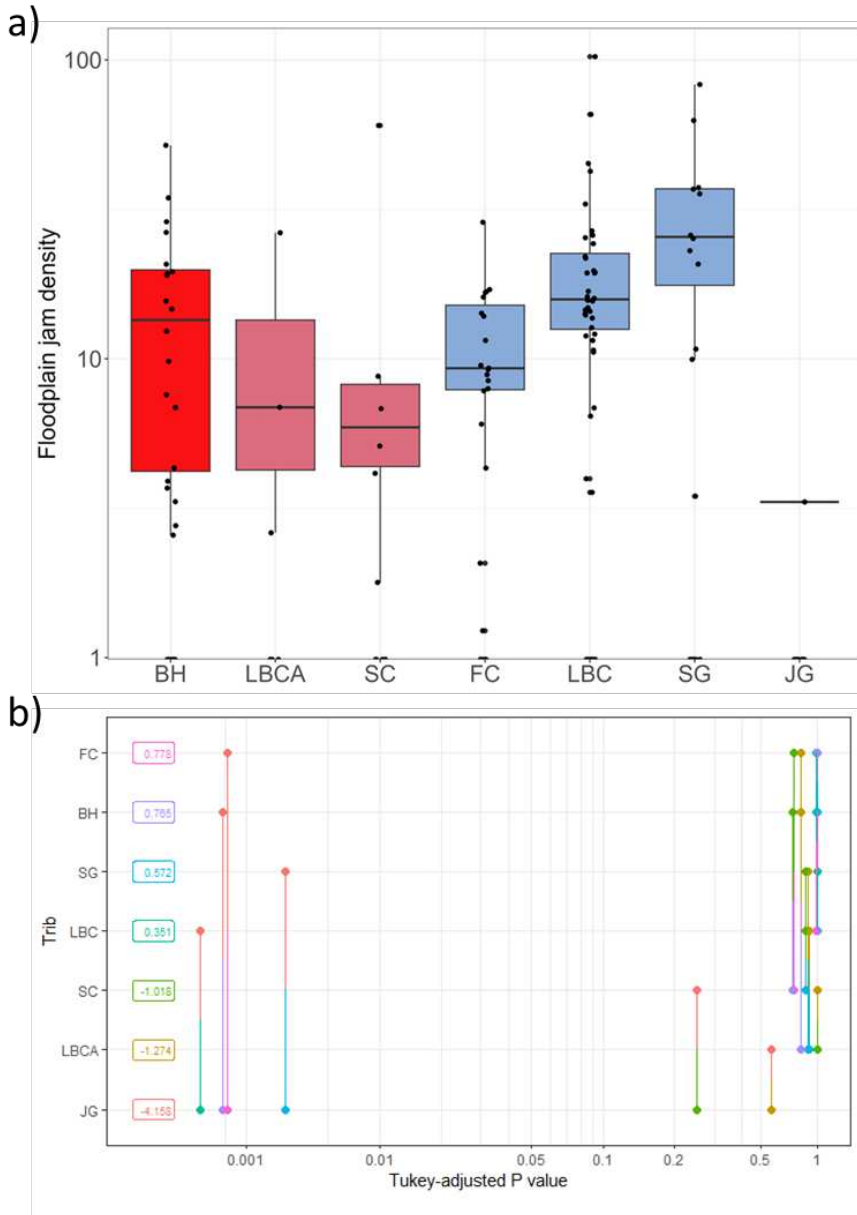 a)
100
10
1
Floodplain jam density
BH LBCA SC FC LBC SG JG
b)
FC 0.778
BH 0.765
SG 0.572
LBC 0.351
SC -1.018
LBCA -1.274
JG -4.158
Trib
0.001 0.01 0.05 0.1 0.2 0.5 1
Tukey-adjusted P value